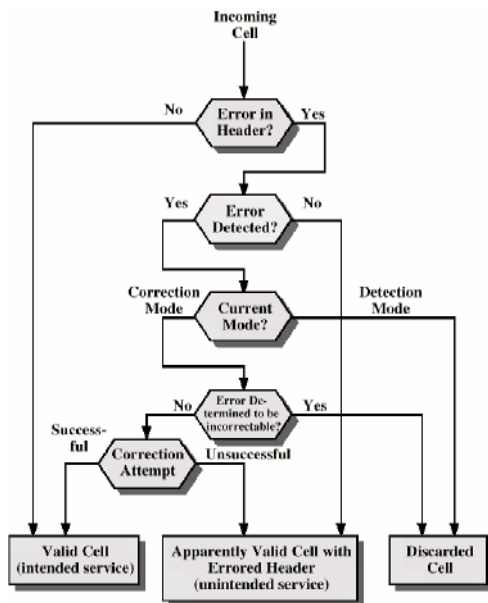 Incoming
Cell
No
Error in
Header?
Yes
Yes
Error
Detected?
No
Correction
Mode
Current
Mode?
Detection
Mode
No
Error De-
termined to be
incorrectable?
Yes
Success-
ful
Correction
Attempt
Unsuccessful
Valid Cell
(intended service)
Apparently Valid Cell with
Errored Header
(unintended service)
Discarded
Cell